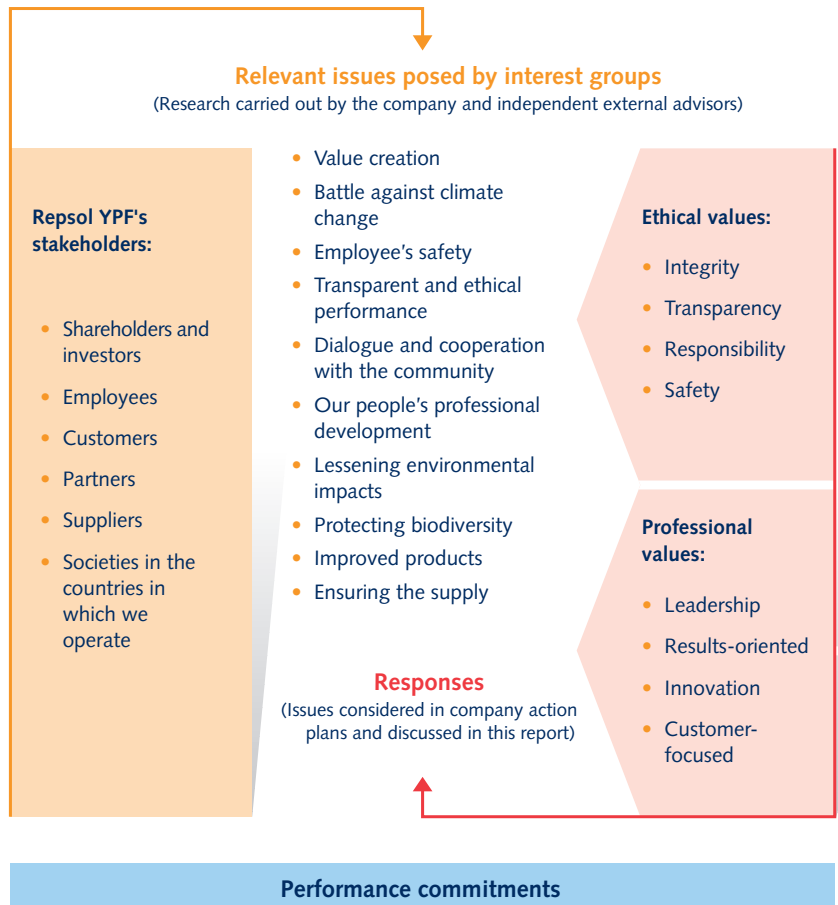 Relevant issues posed by interest groups
(Research carried out by the company and independent external advisors)
Repsol YPF's
stakeholders:
• Shareholders and
investors
• Employees
• Customers
• Partners
• Suppliers
• Societies in the
countries in
which we
operate
• Value creation
• Battle against climate
change
• Employee's safety
• Transparent and ethical
performance
• Dialogue and cooperation
with the community
• Our people's professional
development
• Lessening environmental
impacts
• Protecting biodiversity
• Improved products
• Ensuring the supply
Responses
(Issues considered in company action
plans and discussed in this report)
Ethical values:
• Integrity
• Transparency
• Responsibility
• Safety
Professional
values:
• Leadership
• Results-oriented
• Innovation
• Customer-
focused
Performance commitments